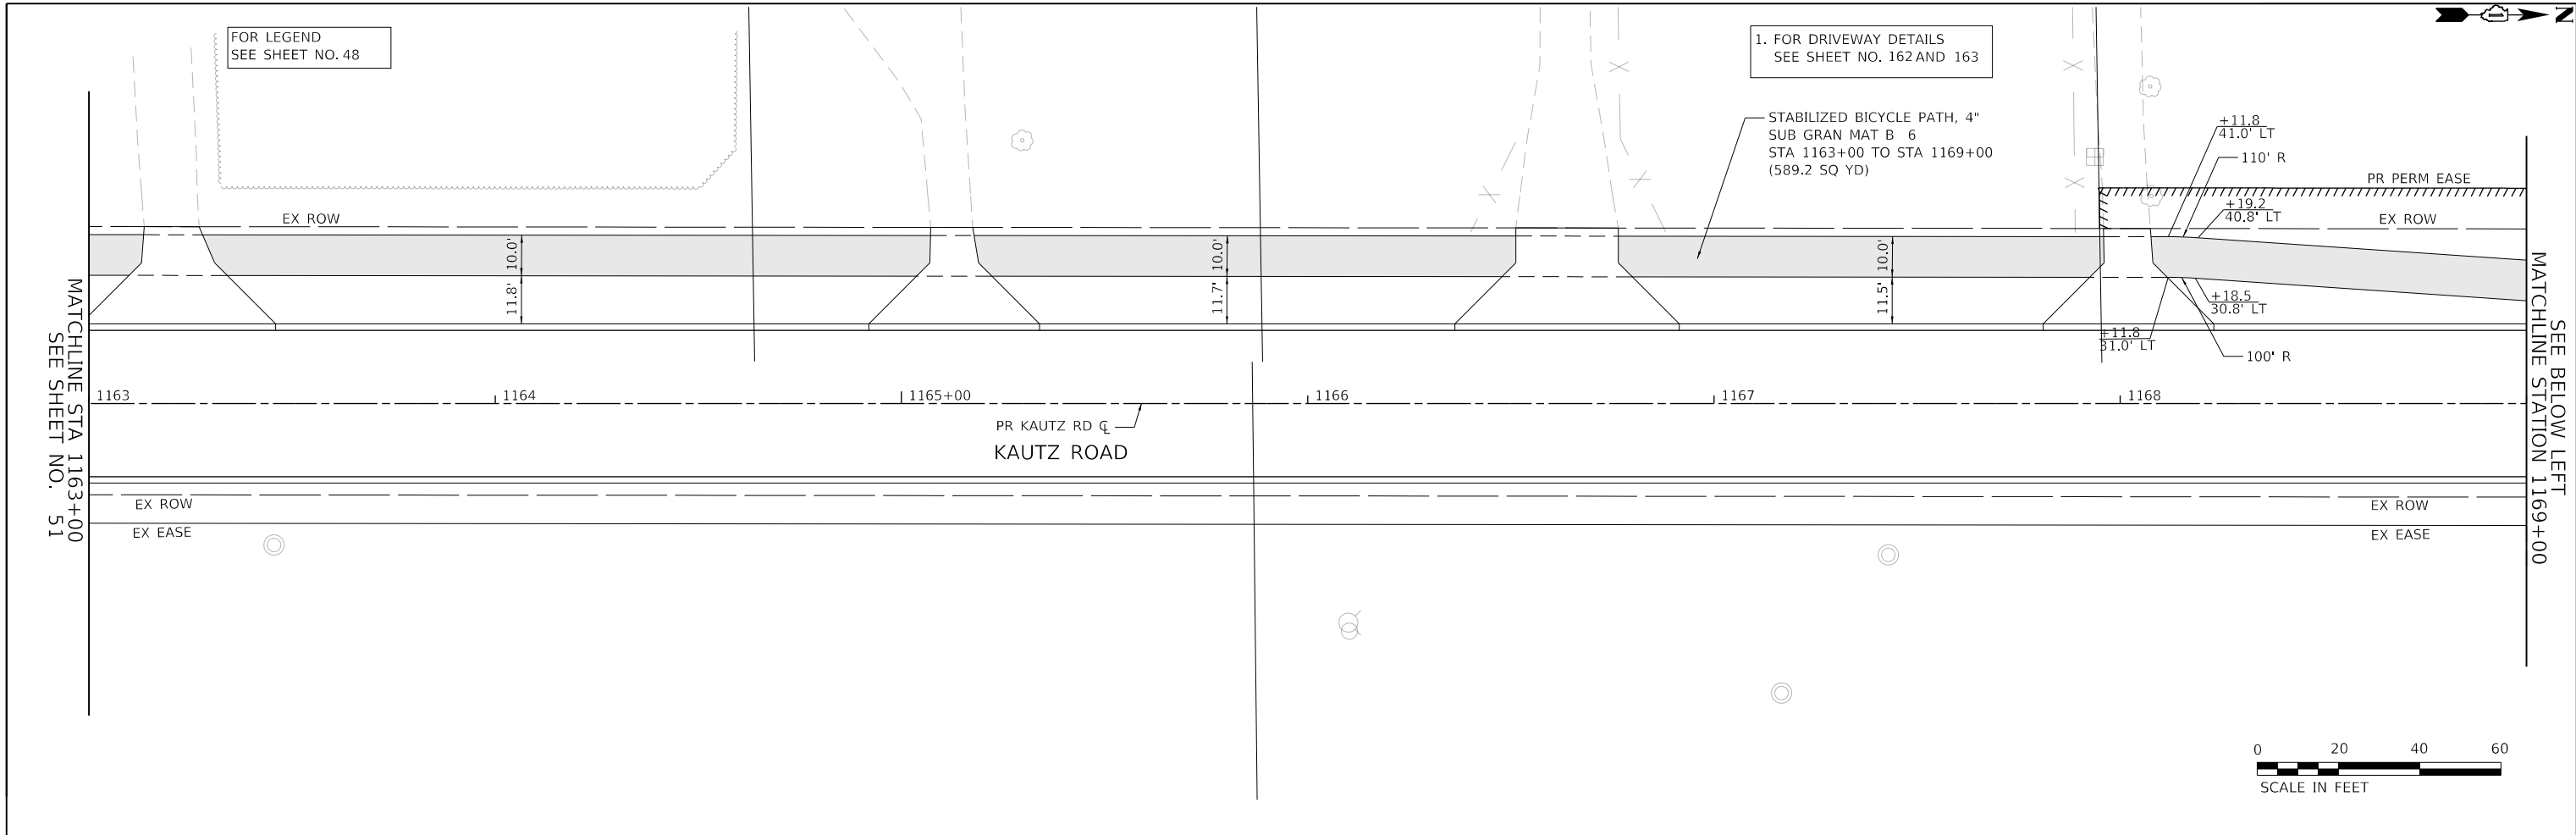 N
FOR LEGEND
SEE SHEET NO. 48
1. FOR DRIVEWAY DETAILS
SEE SHEET NO. 162 AND 163
STABILIZED BICYCLE PATH, 4"
SUB GRAN MAT B 6
STA 1163+00 TO STA 1169+00
(589.2 SQ YD)
+11.8
41.0' LT
110' R
PR PERM EASE
+19.2
40.8' LT
EX ROW
EX ROW
10.0'
11.8'
10.0'
11.7'
10.0'
11.5'
+18.5
30.8' LT
+11.8
31.0' LT
100' R
MATCHLINE STA 1163+00
SEE SHEET NO. 51
SEE BELOW LEFT
MATCHLINE STATION 1169+00
1163
1164
1165+00
1166
1167
1168
PR KAUTZ RD ℄
KAUTZ ROAD
EX ROW
EX EASE
EX ROW
EX EASE
0 20 40 60
SCALE IN FEET